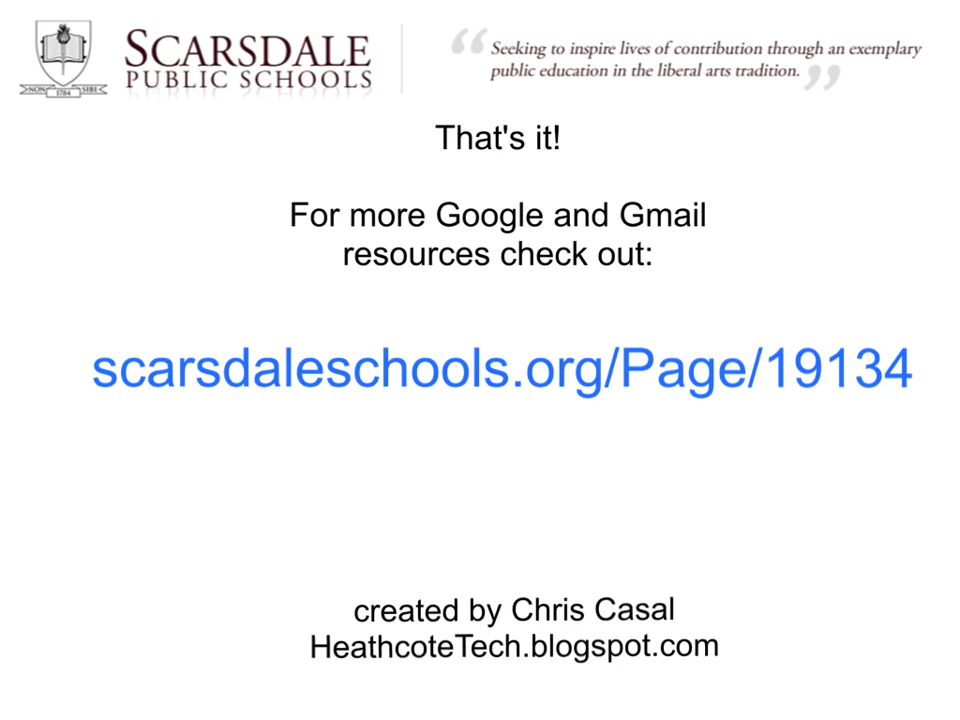 NON 1784 SIBI
SCARSDALE
PUBLIC SCHOOLS
“Seeking to inspire lives of contribution through an exemplary
public education in the liberal arts tradition.”
That's it!
For more Google and Gmail
resources check out:
scarsdaleschools.org/Page/19134
created by Chris Casal
HeathcoteTech.blogspot.com